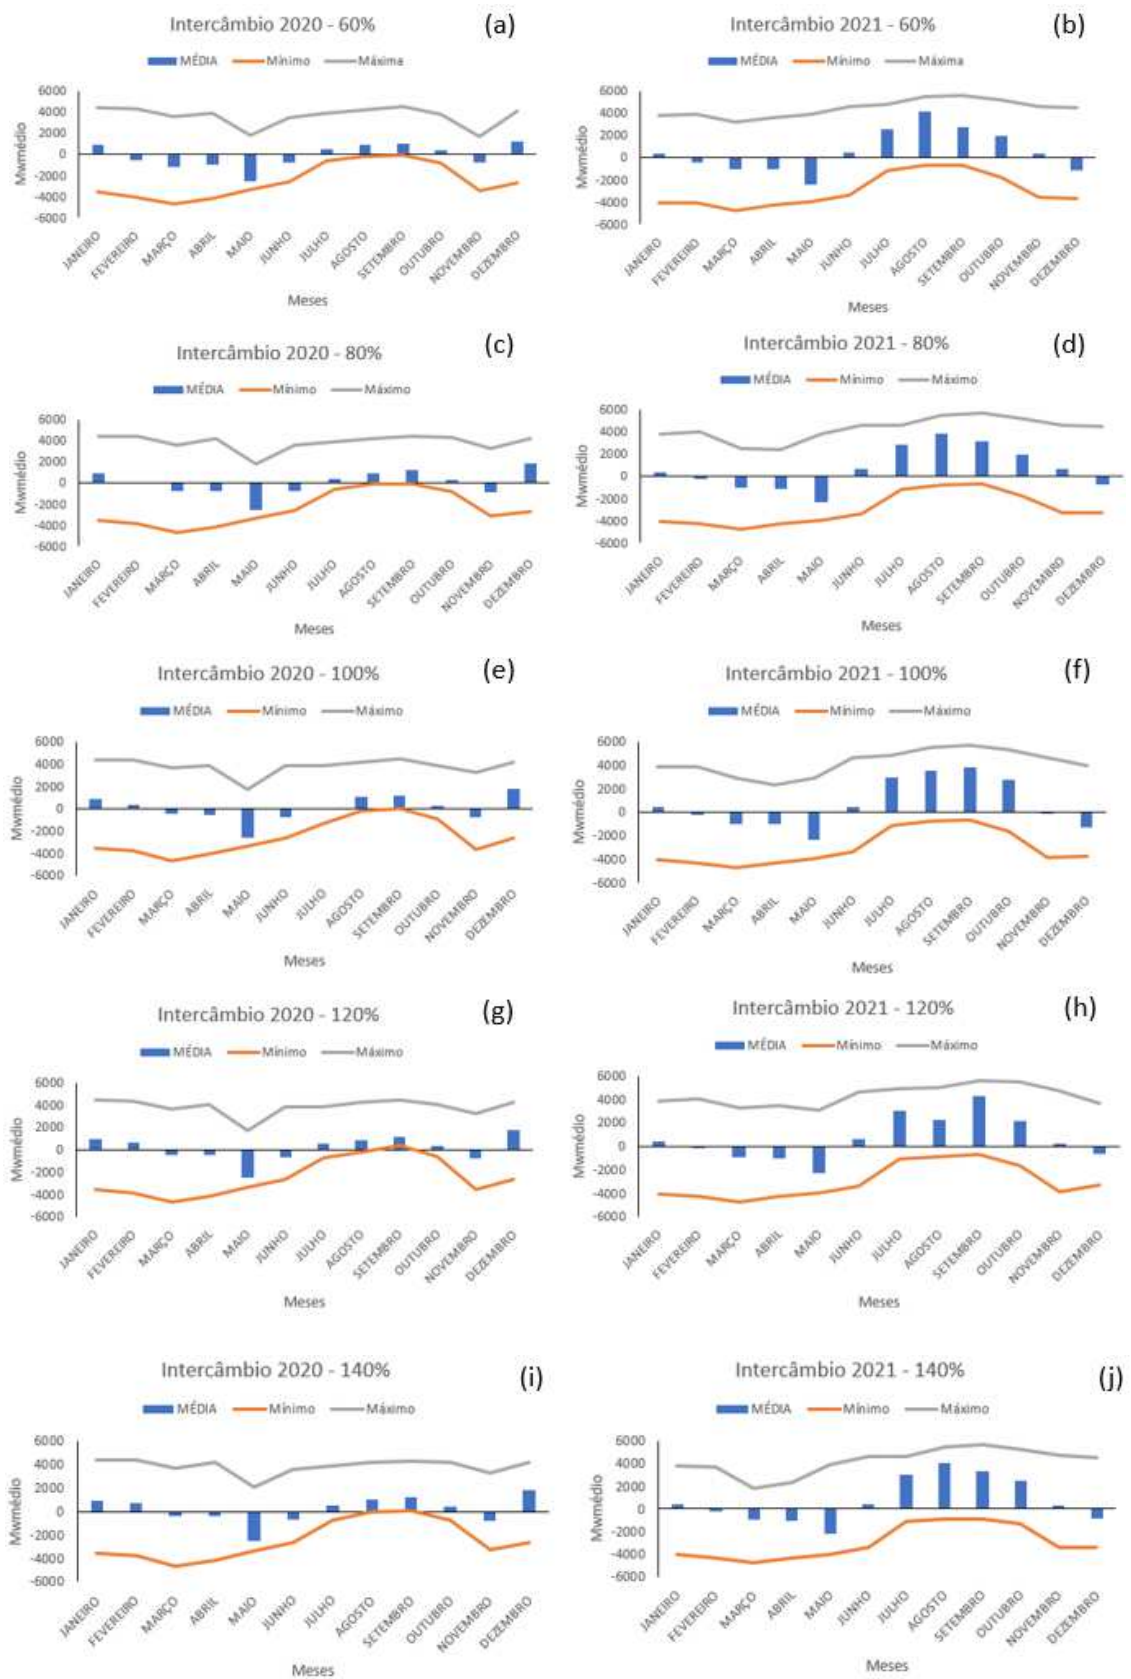 Intercâmbio 2020 - 60%
(a)
MÉDIA Mínimo Máxima
6000
4000
2000
0
-2000
-4000
-6000
Mwmédio
JANEIRO FEVEREIRO MARÇO ABRIL MAIO JUNHO JULHO AGOSTO SETEMBRO OUTUBRO NOVEMBRO DEZEMBRO
Meses
Intercâmbio 2021 - 60%
(b)
MÉDIA Mínimo Máxima
6000
4000
2000
0
-2000
-4000
-6000
Mwmédio
JANEIRO FEVEREIRO MARÇO ABRIL MAIO JUNHO JULHO AGOSTO SETEMBRO OUTUBRO NOVEMBRO DEZEMBRO
Meses
Intercâmbio 2020 - 80%
(c)
MÉDIA Mínimo Máximo
6000
4000
2000
0
-2000
-4000
-6000
Mwmédio
JANEIRO FEVEREIRO MARÇO ABRIL MAIO JUNHO JULHO AGOSTO SETEMBRO OUTUBRO NOVEMBRO DEZEMBRO
Meses
Intercâmbio 2021 - 80%
(d)
MÉDIA Mínimo Máximo
6000
4000
2000
0
-2000
-4000
-6000
Mwmédio
JANEIRO FEVEREIRO MARÇO ABRIL MAIO JUNHO JULHO AGOSTO SETEMBRO OUTUBRO NOVEMBRO DEZEMBRO
Meses
Intercâmbio 2020 - 100%
(e)
MÉDIA Mínimo Máximo
6000
4000
2000
0
-2000
-4000
-6000
Mwmédio
JANEIRO FEVEREIRO MARÇO ABRIL MAIO JUNHO JULHO AGOSTO SETEMBRO OUTUBRO NOVEMBRO DEZEMBRO
Meses
Intercâmbio 2021 - 100%
(f)
MÉDIA Mínimo Máximo
6000
4000
2000
0
-2000
-4000
-6000
Mwmédio
JANEIRO FEVEREIRO MARÇO ABRIL MAIO JUNHO JULHO AGOSTO SETEMBRO OUTUBRO NOVEMBRO DEZEMBRO
Meses
Intercâmbio 2020 - 120%
(g)
MÉDIA Mínimo Máximo
6000
4000
2000
0
-2000
-4000
-6000
Mwmédio
JANEIRO FEVEREIRO MARÇO ABRIL MAIO JUNHO JULHO AGOSTO SETEMBRO OUTUBRO NOVEMBRO DEZEMBRO
Meses
Intercâmbio 2021 - 120%
(h)
MÉDIA Mínimo Máximo
6000
4000
2000
0
-2000
-4000
-6000
Mwmédio
JANEIRO FEVEREIRO MARÇO ABRIL MAIO JUNHO JULHO AGOSTO SETEMBRO OUTUBRO NOVEMBRO DEZEMBRO
Meses
Intercâmbio 2020 - 140%
(i)
MÉDIA Mínimo Máximo
6000
4000
2000
0
-2000
-4000
-6000
Mwmédio
JANEIRO FEVEREIRO MARÇO ABRIL MAIO JUNHO JULHO AGOSTO SETEMBRO OUTUBRO NOVEMBRO DEZEMBRO
Meses
Intercâmbio 2021 - 140%
(j)
MÉDIA Mínimo Máximo
6000
4000
2000
0
-2000
-4000
-6000
Mwmédio
JANEIRO FEVEREIRO MARÇO ABRIL MAIO JUNHO JULHO AGOSTO SETEMBRO OUTUBRO NOVEMBRO DEZEMBRO
Meses